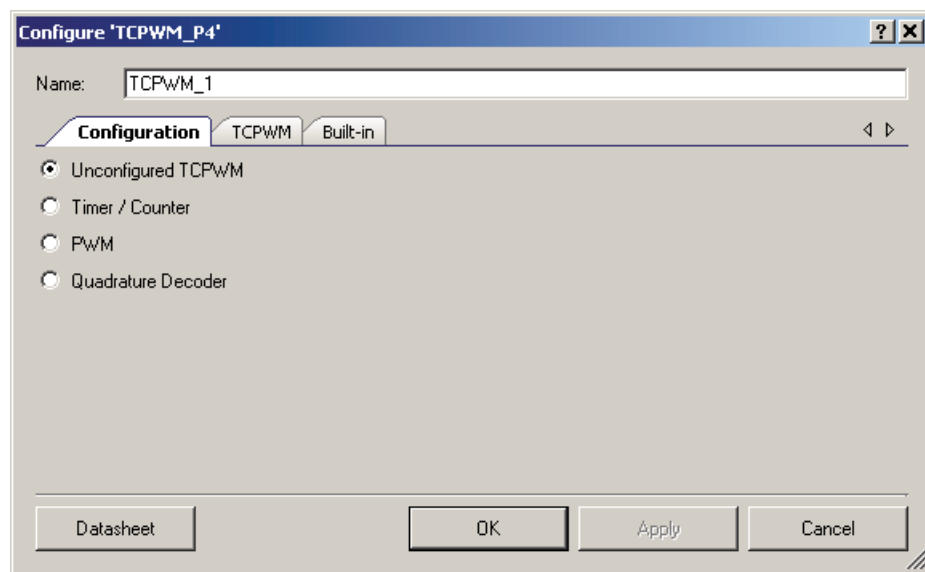 Configure 'TCPWM_P4'
Name: TCPWM_1
Configuration TCPWM Built-in
Unconfigured TCPWM
Timer / Counter
PWM
Quadrature Decoder
Datasheet OK Apply Cancel